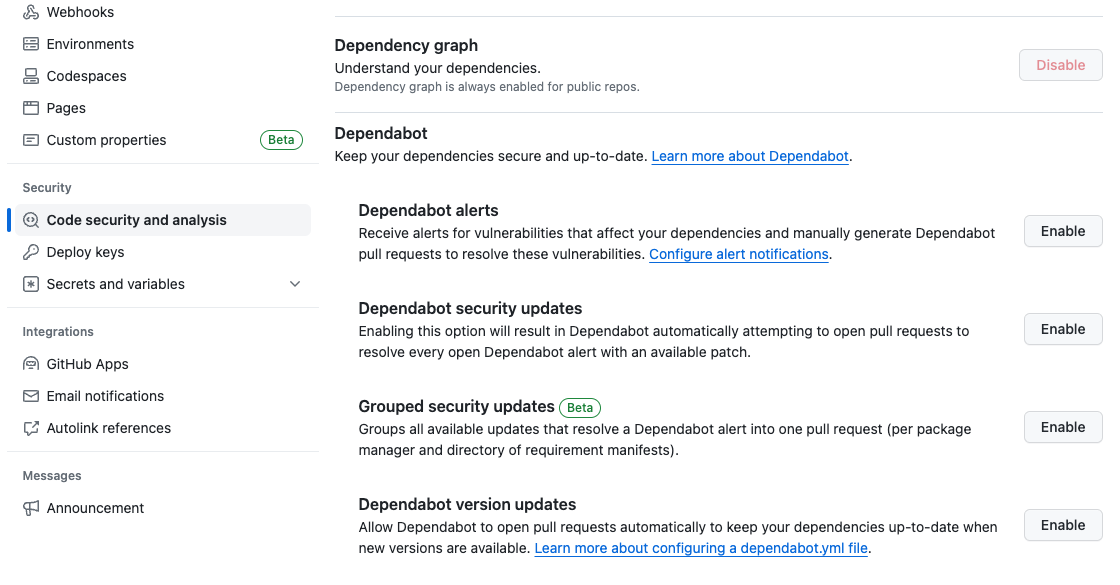 Webhooks
Environments
Codespaces
Pages
Custom properties Beta
Security
Code security and analysis
Deploy keys
Secrets and variables
Integrations
GitHub Apps
Email notifications
Autolink references
Messages
Announcement
Dependency graph
Understand your dependencies.
Dependency graph is always enabled for public repos.
Disable
Dependabot
Keep your dependencies secure and up-to-date. Learn more about Dependabot.
Dependabot alerts
Receive alerts for vulnerabilities that affect your dependencies and manually generate Dependabot
pull requests to resolve these vulnerabilities. Configure alert notifications.
Enable
Dependabot security updates
Enabling this option will result in Dependabot automatically attempting to open pull requests to
resolve every open Dependabot alert with an available patch.
Enable
Grouped security updates Beta
Groups all available updates that resolve a Dependabot alert into one pull request (per package
manager and directory of requirement manifests).
Enable
Dependabot version updates
Allow Dependabot to open pull requests automatically to keep your dependencies up-to-date when
new versions are available. Learn more about configuring a dependabot.yml file.
Enable